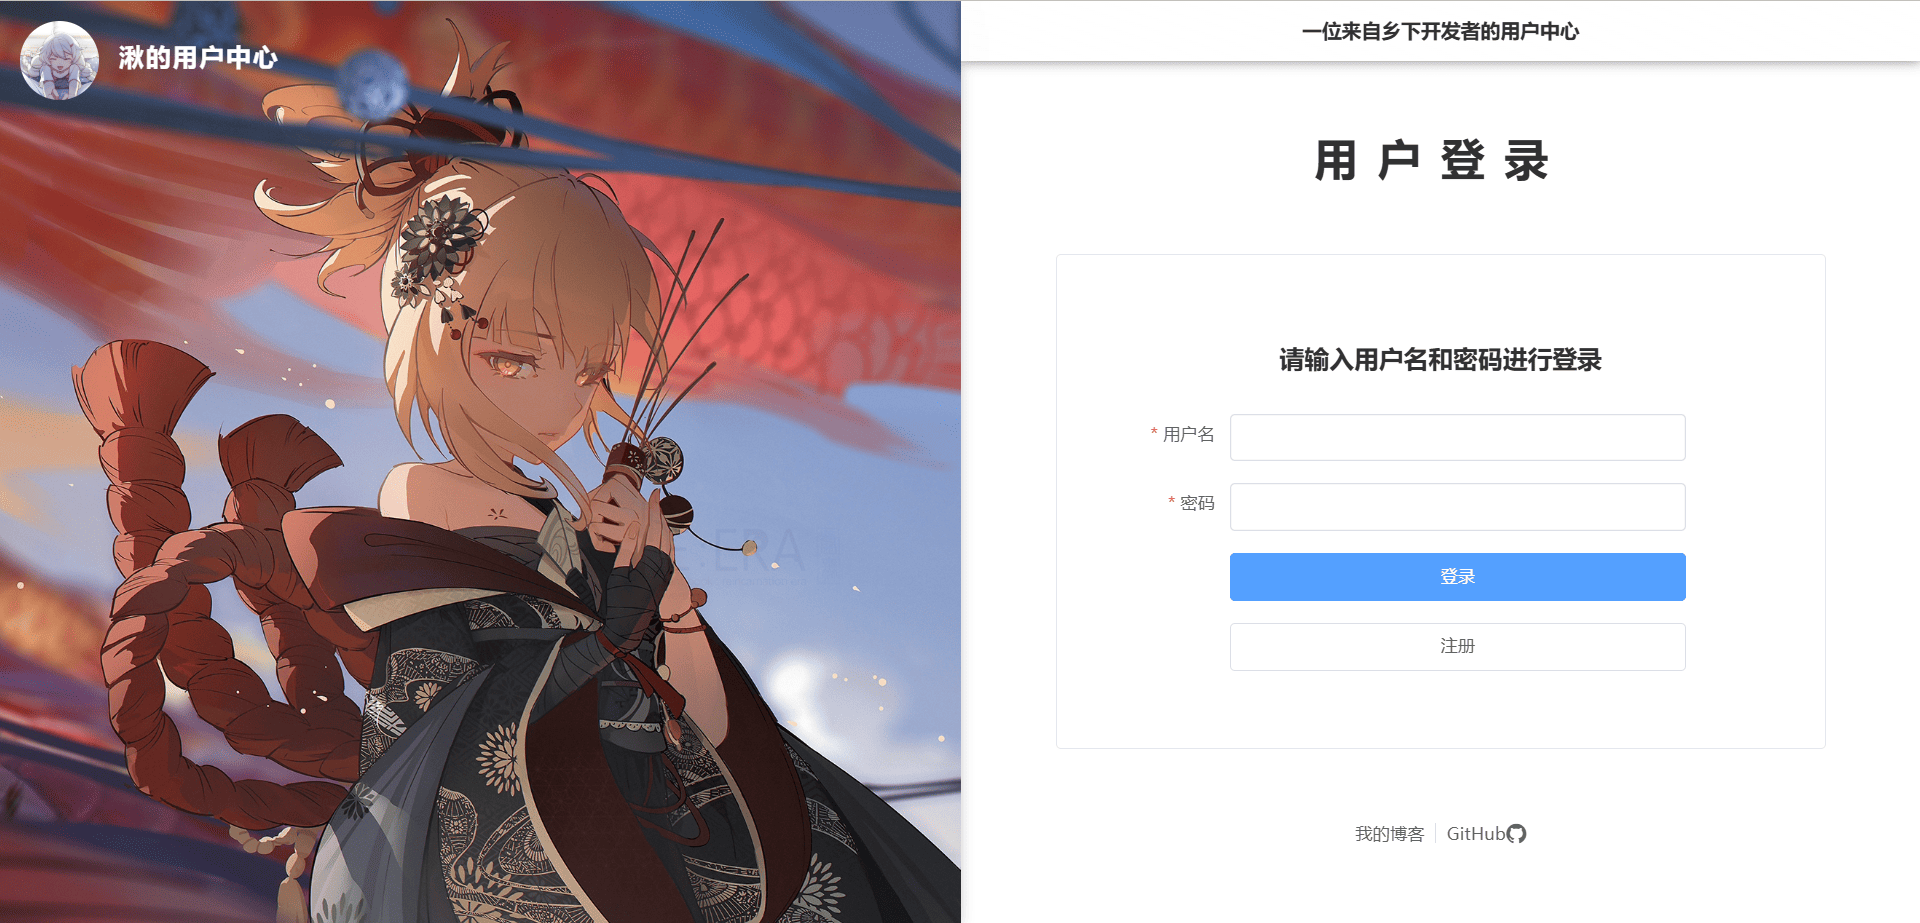 湫的用户中心
一位来自乡下开发者的用户中心
用户登录
请输入用户名和密码进行登录
* 用户名
* 密码
登录
注册
我的博客
GitHub